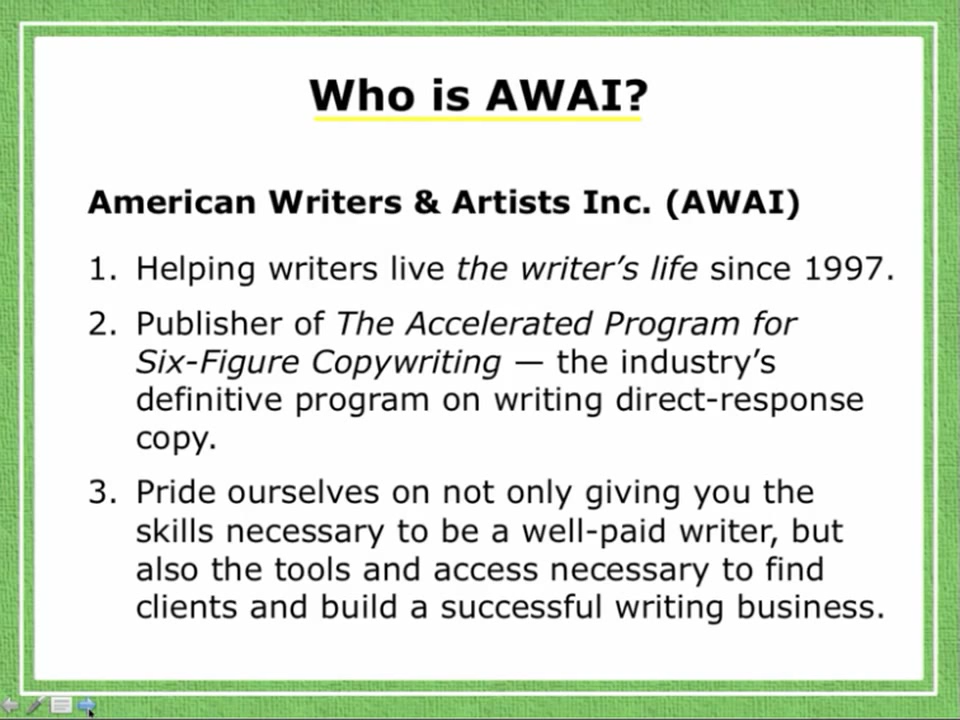 Who is AWAI?
American Writers & Artists Inc. (AWAI)
1. Helping writers live the writer’s life since 1997.
2. Publisher of The Accelerated Program for
Six-Figure Copywriting — the industry’s
definitive program on writing direct-response
copy.
3. Pride ourselves on not only giving you the
skills necessary to be a well-paid writer, but
also the tools and access necessary to find
clients and build a successful writing business.